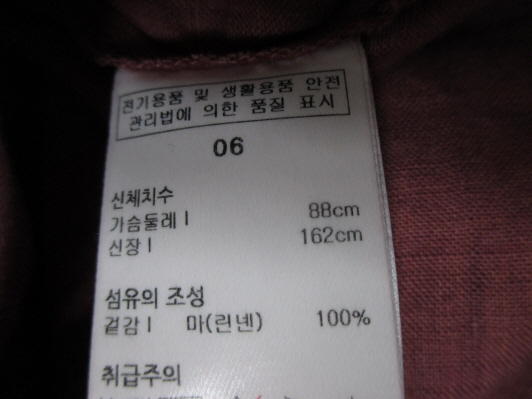 전기용품 및 생활용품 안전
관리법에 의한 품질 표시
06
신체치수
가슴둘레 | 88cm
신장 | 162cm
섬유의 조성
겉감 | 마(린넨) 100%
취급주의